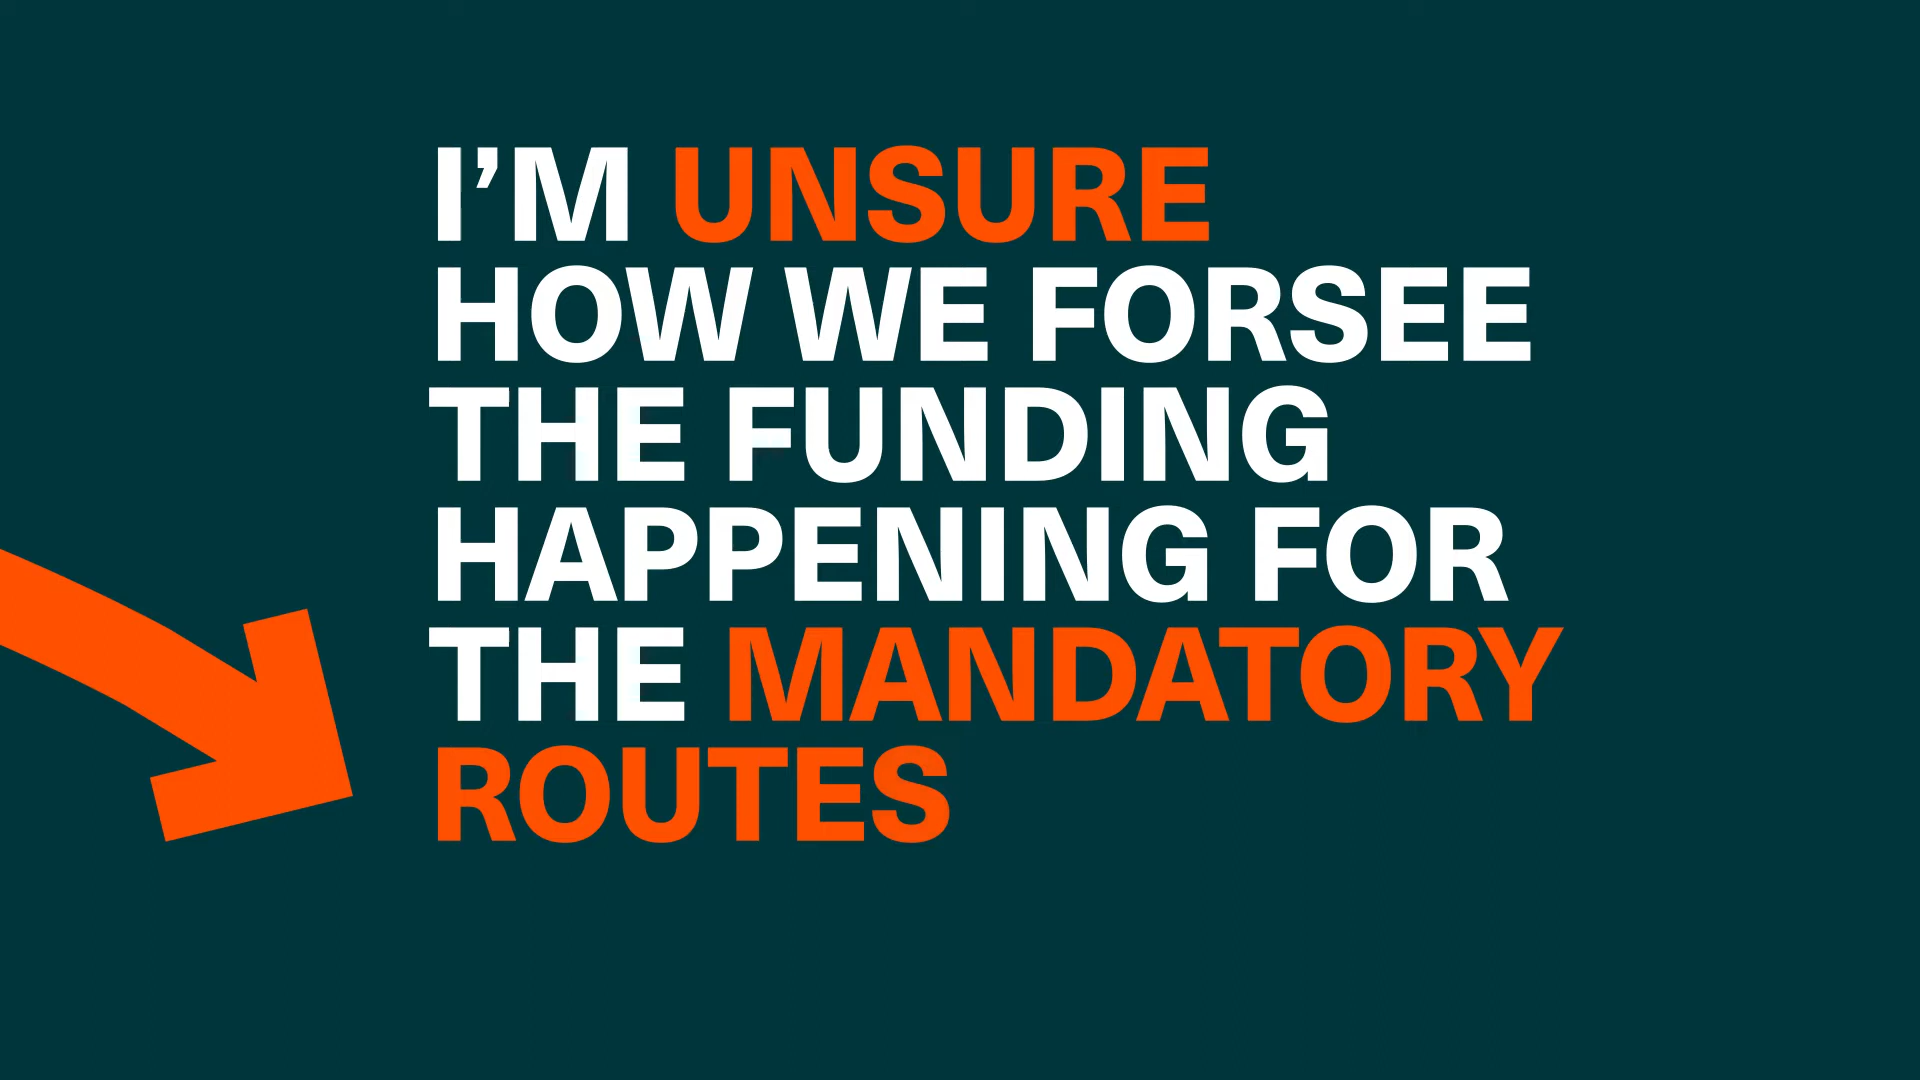 I’M UNSURE
HOW WE FORSEE
THE FUNDING
HAPPENING FOR
THE MANDATORY
ROUTES